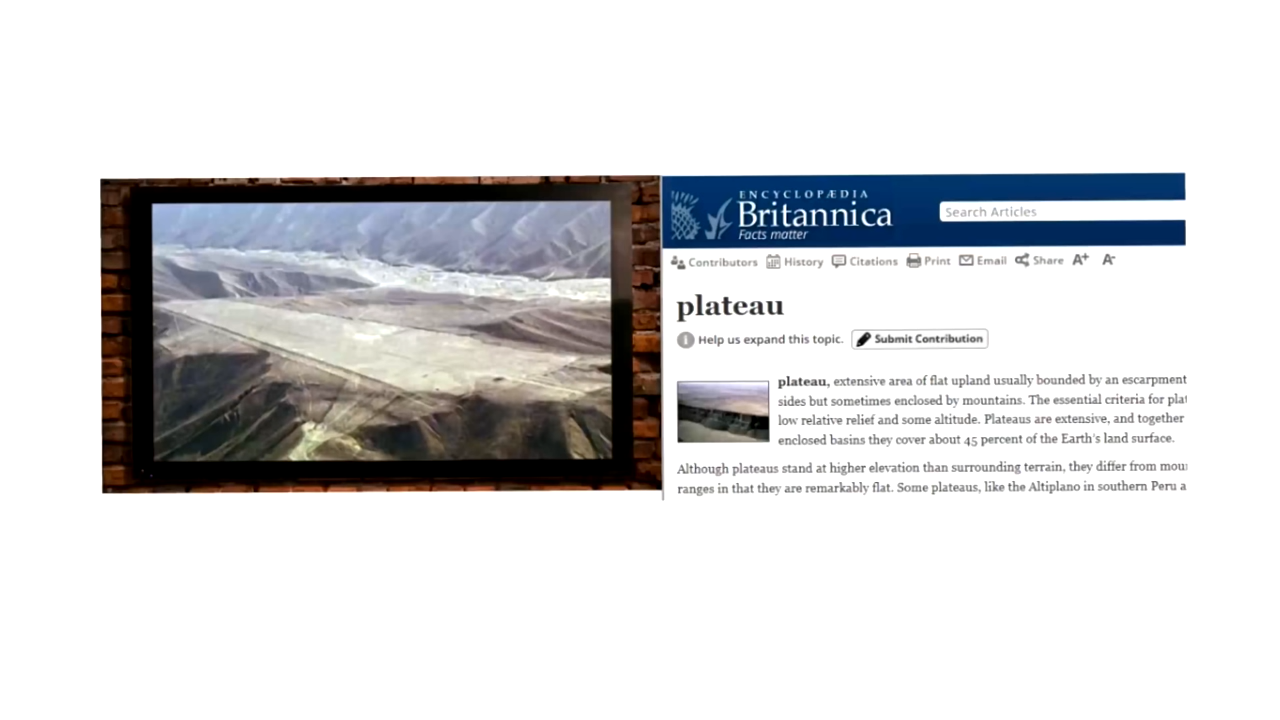 ENCYCLOPÆDIA
Britannica
Facts matter
Search Articles
Contributors History Citations Print Email Share A+ A-
plateau
Help us expand this topic. Submit Contribution
plateau, extensive area of flat upland usually bounded by an escarpment
sides but sometimes enclosed by mountains. The essential criteria for
low relative relief and some altitude. Plateaus are extensive, and together
enclosed basins they cover about 45 percent of the Earth's land surface.
Although plateaus stand at higher elevation than surrounding terrain, they differ from
ranges in that they are remarkably flat. Some plateaus, like the Altiplano in southern Peru